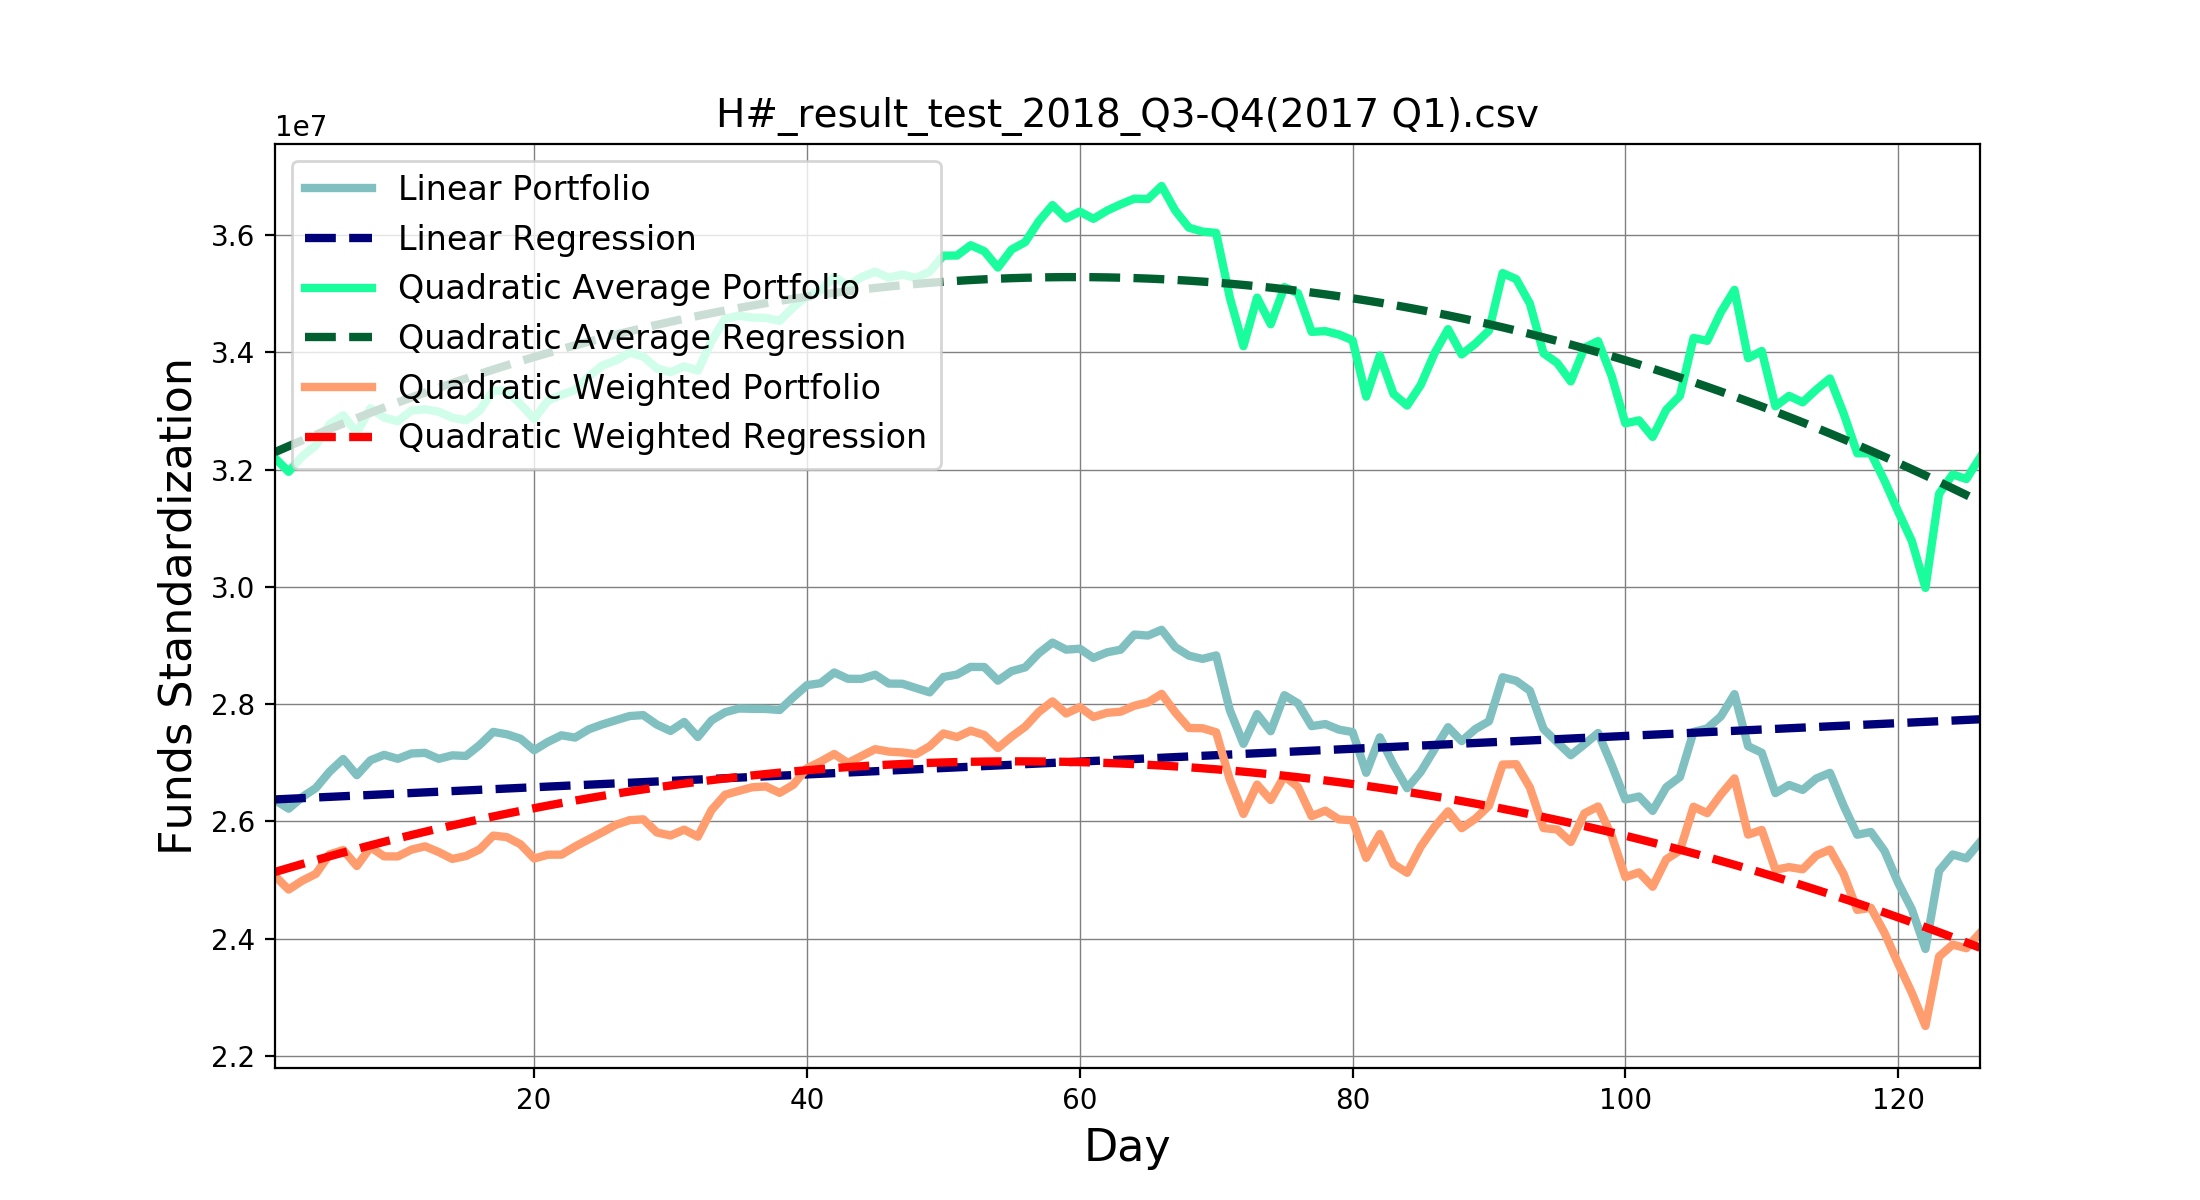 H#_result_test_2018_Q3-Q4(2017 Q1).csv
1e7
Linear Portfolio
Linear Regression
Quadratic Average Portfolio
Quadratic Average Regression
Quadratic Weighted Portfolio
Quadratic Weighted Regression
Funds Standardization
3.6
3.4
3.2
3.0
2.8
2.6
2.4
2.2
20 40 60 80 100 120
Day